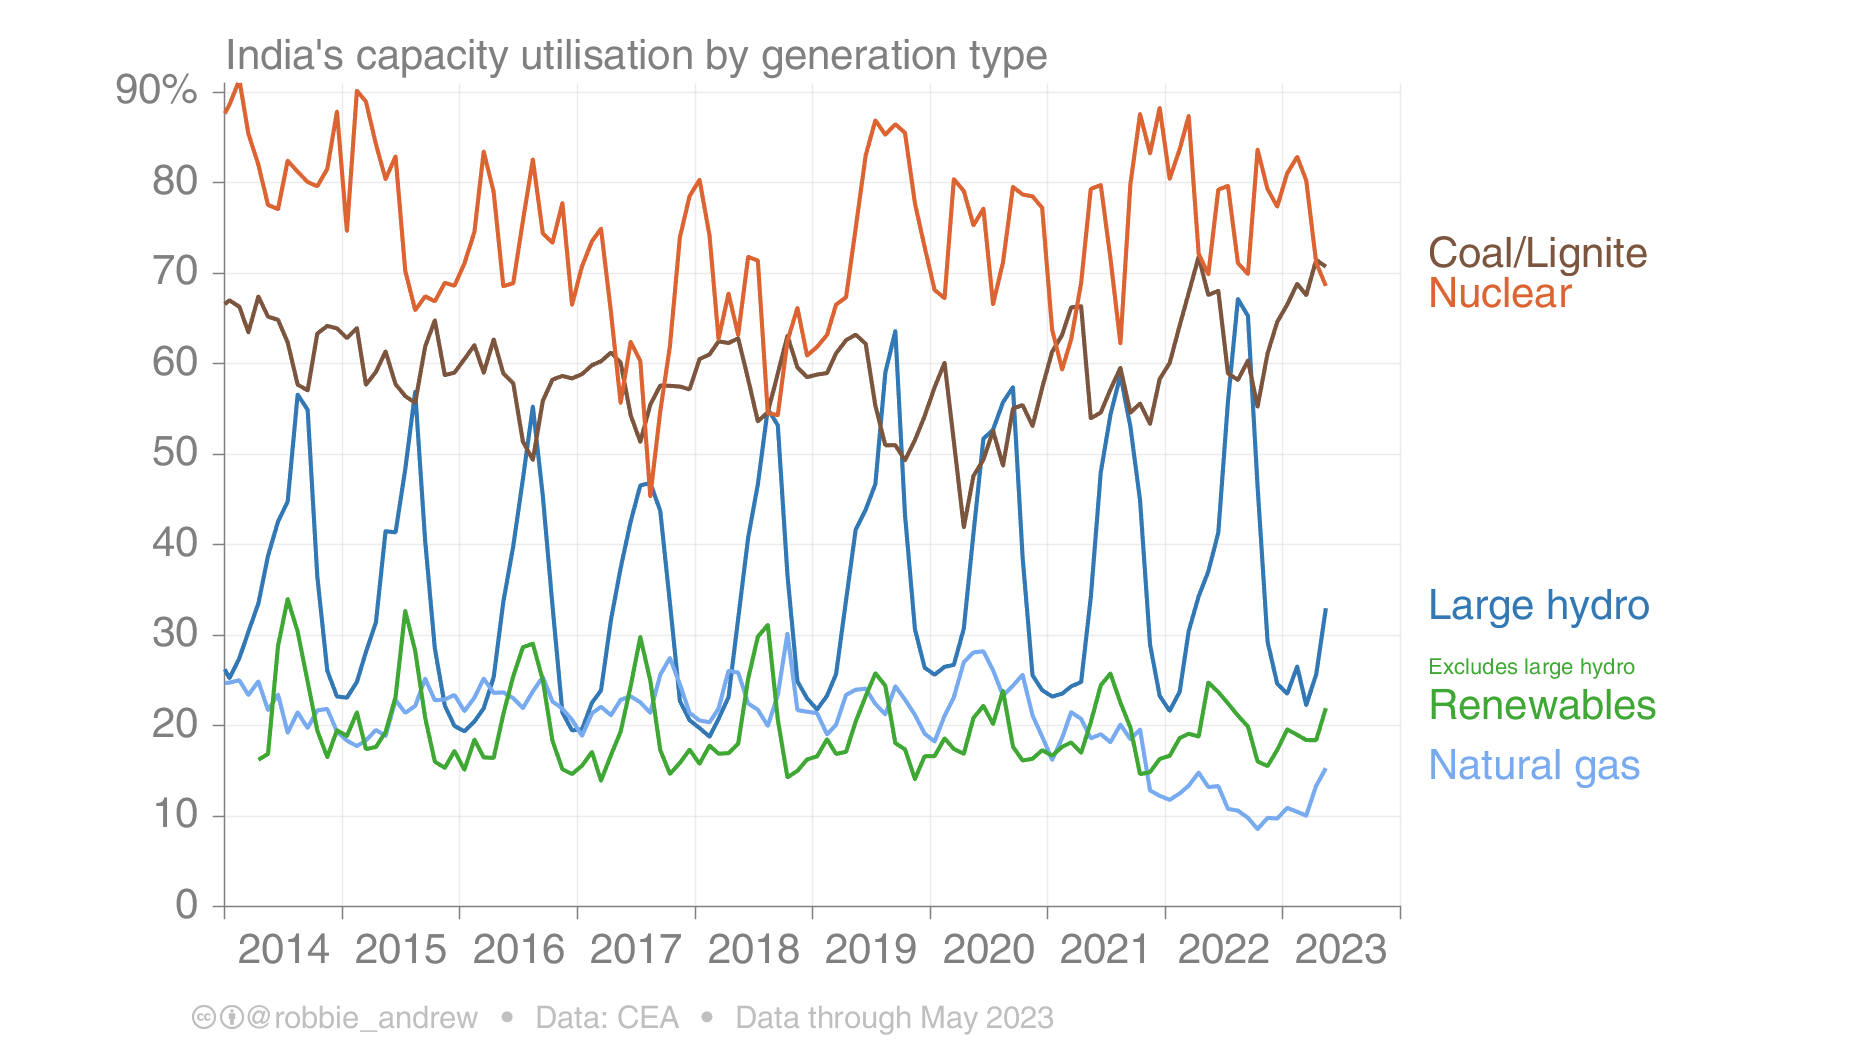 India's capacity utilisation by generation type
90%
80
70
60
50
40
30
20
10
0
2014 2015 2016 2017 2018 2019 2020 2021 2022 2023
Coal/Lignite
Nuclear
Large hydro
Excludes large hydro
Renewables
Natural gas
cc @robbie_andrew • Data: CEA • Data through May 2023